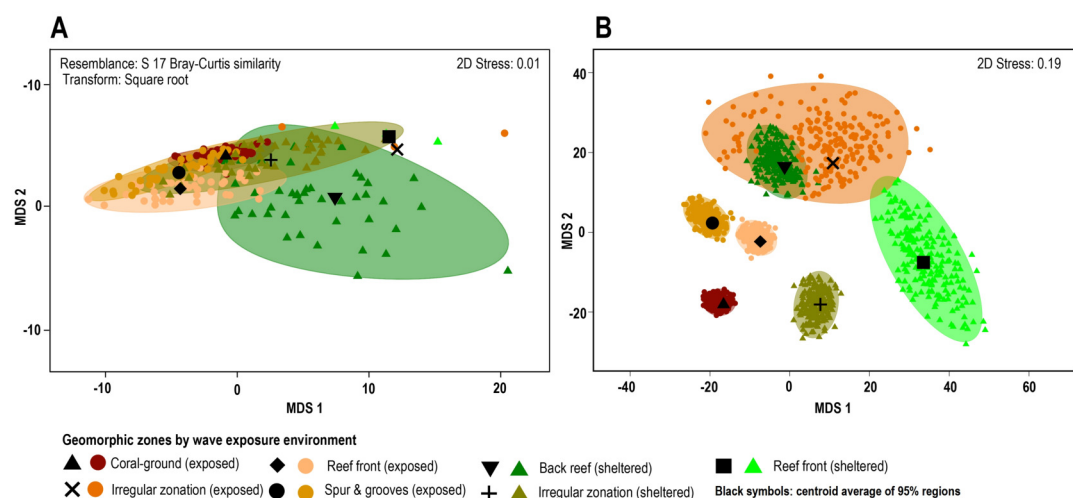 A
B
Resemblance: S 17 Bray-Curtis similarity
Transform: Square root
2D Stress: 0.01
2D Stress: 0.19
-10
0
-10
MDS 2
-10
0
10
20
MDS 1
40
20
0
-20
MDS 2
-40
-20
0
20
40
60
MDS 1
Geomorphic zones by wave exposure environment
Coral-ground (exposed)
Reef front (exposed)
Back reef (sheltered)
Reef front (sheltered)
Irregular zonation (exposed)
Spur & grooves (exposed)
Irregular zonation (sheltered)
Black symbols: centroid average of 95% regions